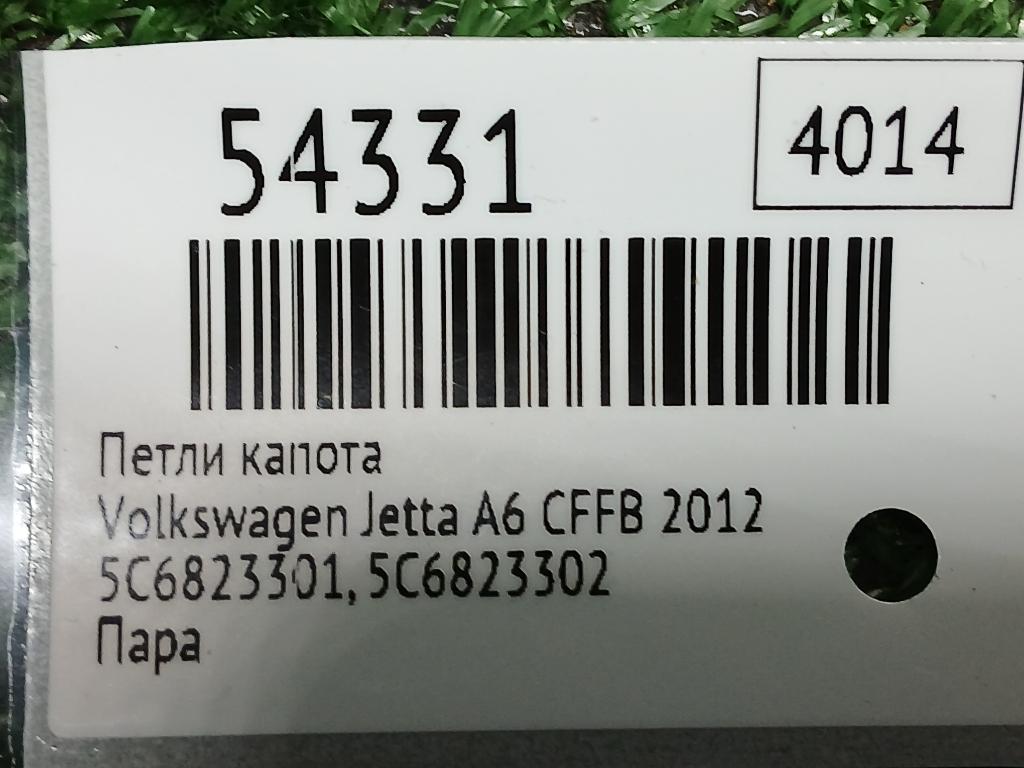 54331
4014
Петли капота
Volkswagen Jetta A6 CFFB 2012
5C6823301, 5C6823302
Пара